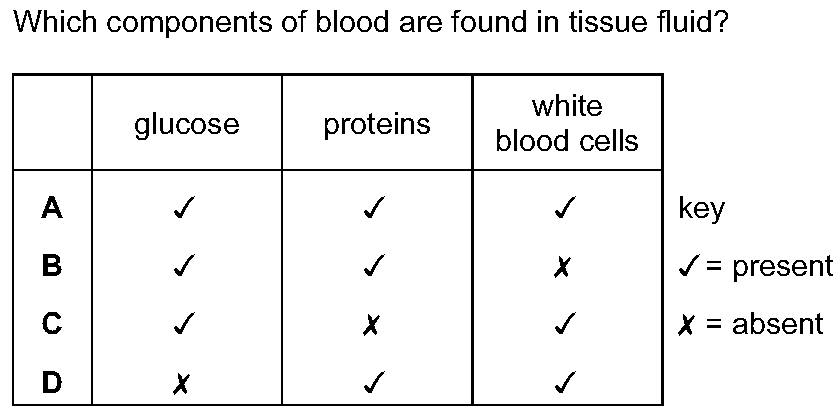 Which components of blood are found in tissue fluid?
glucose proteins white
blood cells
A ✓ ✓ ✓ key
B ✓ ✓ ✗ ✓ = present
C ✓ ✗ ✓ ✗ = absent
D ✗ ✓ ✓